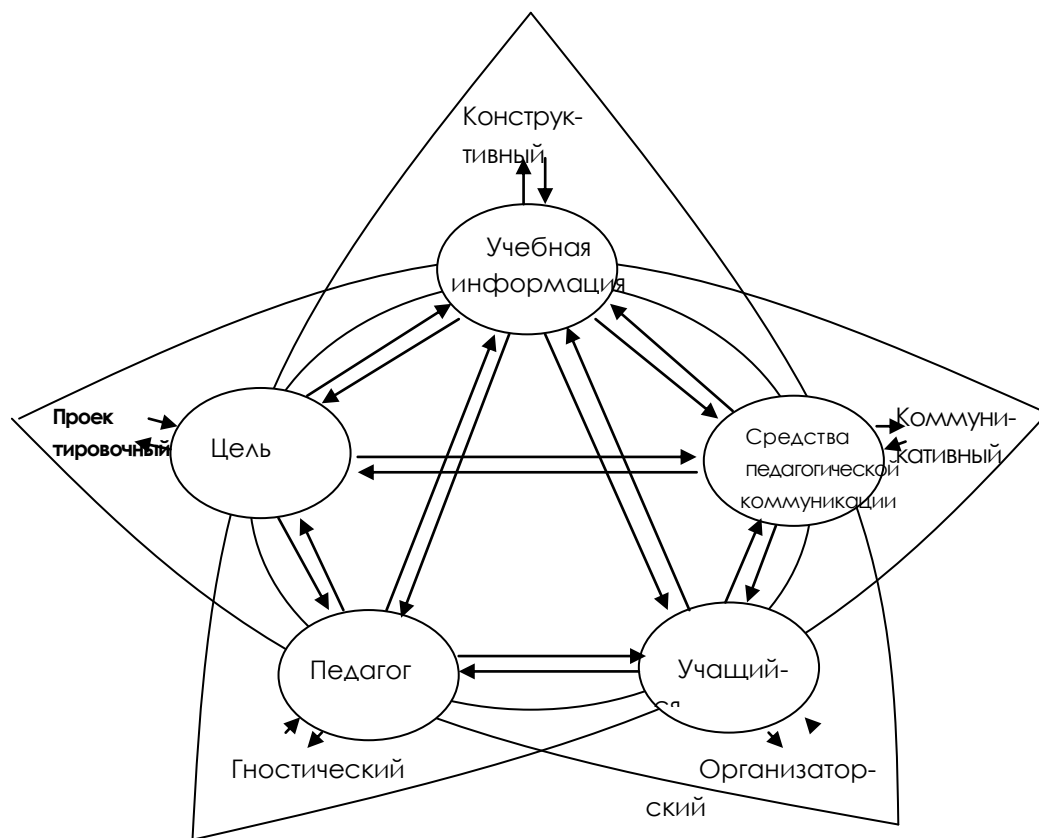 Конструк-
тивный
Учебная
информация
Проек
тировочный
Цель
Средства
педагогической
коммуникации
Коммуни-
кативный
Педагог
Учащий-
ся
Гностический
Организатор-
ский